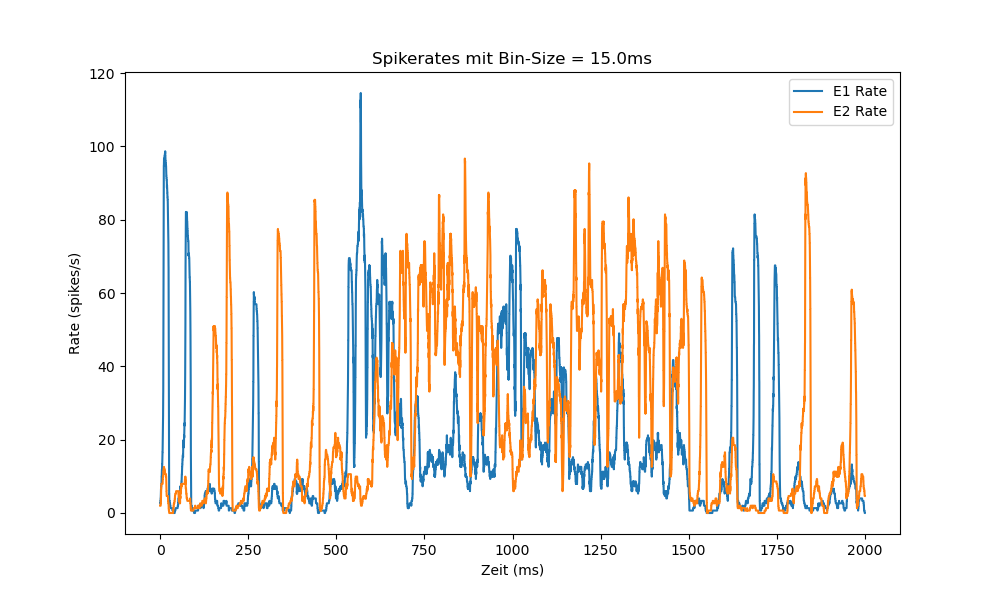 Spikerates mit Bin-Size = 15.0ms
E1 Rate
E2 Rate
Rate (spikes/s)
120
100
80
60
40
20
0
0 250 500 750 1000 1250 1500 1750 2000
Zeit (ms)